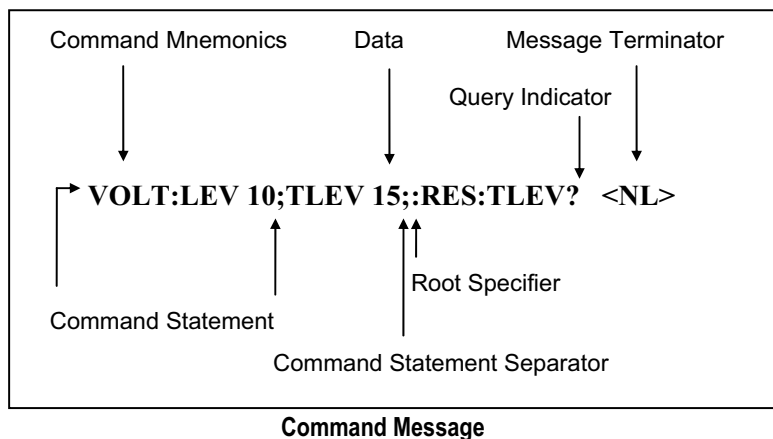 Command Mnemonics Data Message Terminator
Query Indicator
VOLT:LEV 10;TLEV 15;:RES:TLEV? <NL>
Root Specifier
Command Statement
Command Statement Separator
Command Message